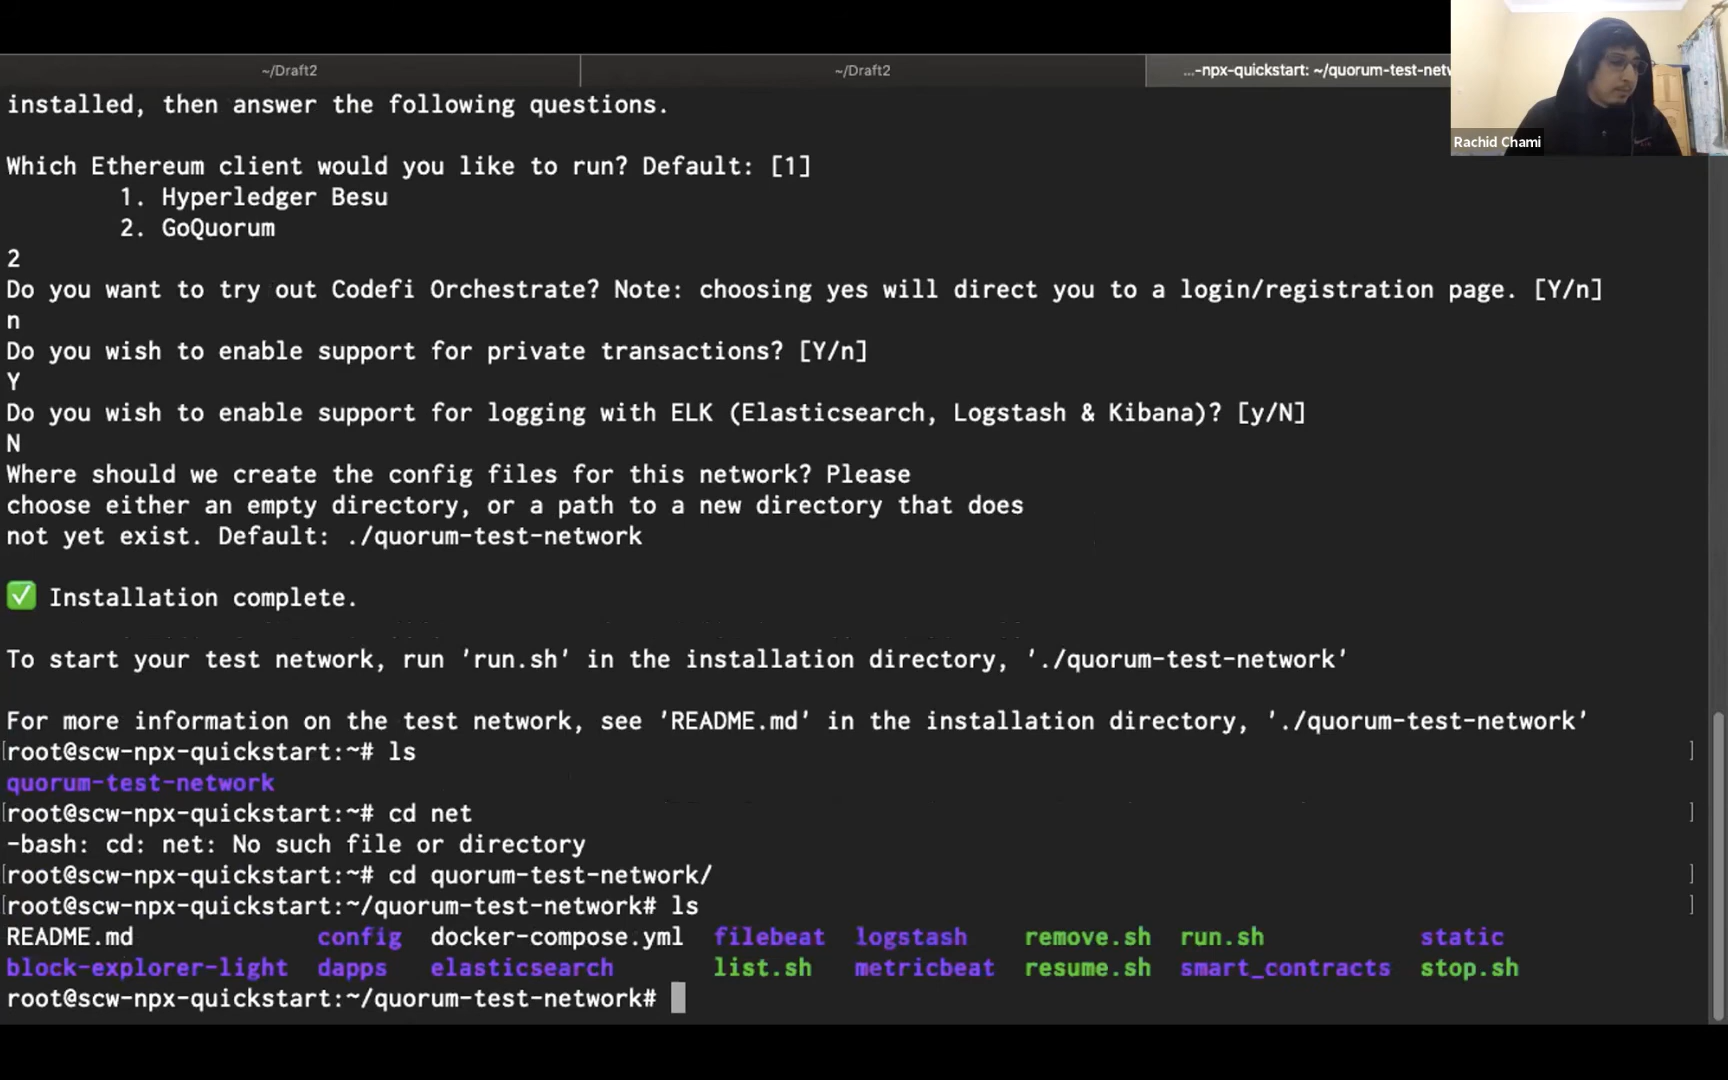 ~/Draft2
~/Draft2
...-npx-quickstart: ~/quorum-test-netw
Rachid Chami
installed, then answer the following questions.
Which Ethereum client would you like to run? Default: [1]
1. Hyperledger Besu
2. GoQuorum
2
Do you want to try out Codefi Orchestrate? Note: choosing yes will direct you to a login/registration page. [Y/n]
n
Do you wish to enable support for private transactions? [Y/n]
Y
Do you wish to enable support for logging with ELK (Elasticsearch, Logstash & Kibana)? [y/N]
N
Where should we create the config files for this network? Please
choose either an empty directory, or a path to a new directory that does
not yet exist. Default: ./quorum-test-network
✅ Installation complete.
To start your test network, run 'run.sh' in the installation directory, './quorum-test-network'
For more information on the test network, see 'README.md' in the installation directory, './quorum-test-network'
[root@scw-npx-quickstart:~# ls ]
quorum-test-network
[root@scw-npx-quickstart:~# cd net ]
-bash: cd: net: No such file or directory
[root@scw-npx-quickstart:~# cd quorum-test-network/ ]
[root@scw-npx-quickstart:~/quorum-test-network# ls ]
README.md config docker-compose.yml filebeat logstash remove.sh run.sh static
block-explorer-light dapps elasticsearch list.sh metricbeat resume.sh smart_contracts stop.sh
root@scw-npx-quickstart:~/quorum-test-network#